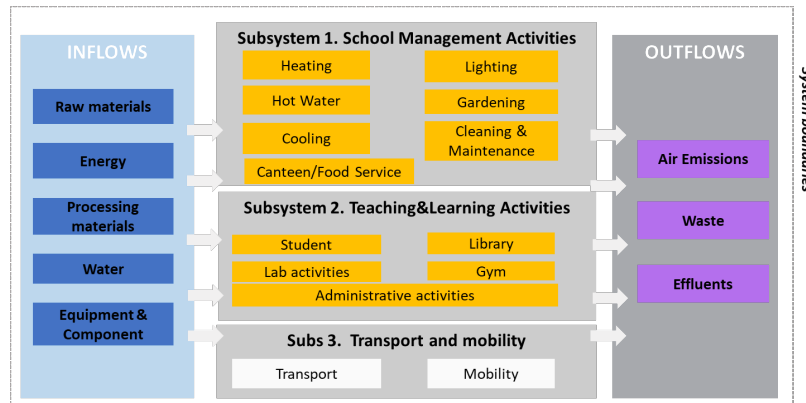 INFLOWS
Raw materials
Energy
Processing
materials
Water
Equipment &
Component
Subsystem 1. School Management Activities
Heating
Lighting
Hot Water
Gardening
Cooling
Cleaning &
Maintenance
Canteen/Food Service
Subsystem 2. Teaching&Learning Activities
Student
Library
Lab activities
Gym
Administrative activities
Subs 3. Transport and mobility
Transport
Mobility
OUTFLOWS
Air Emissions
Waste
Effluents
System